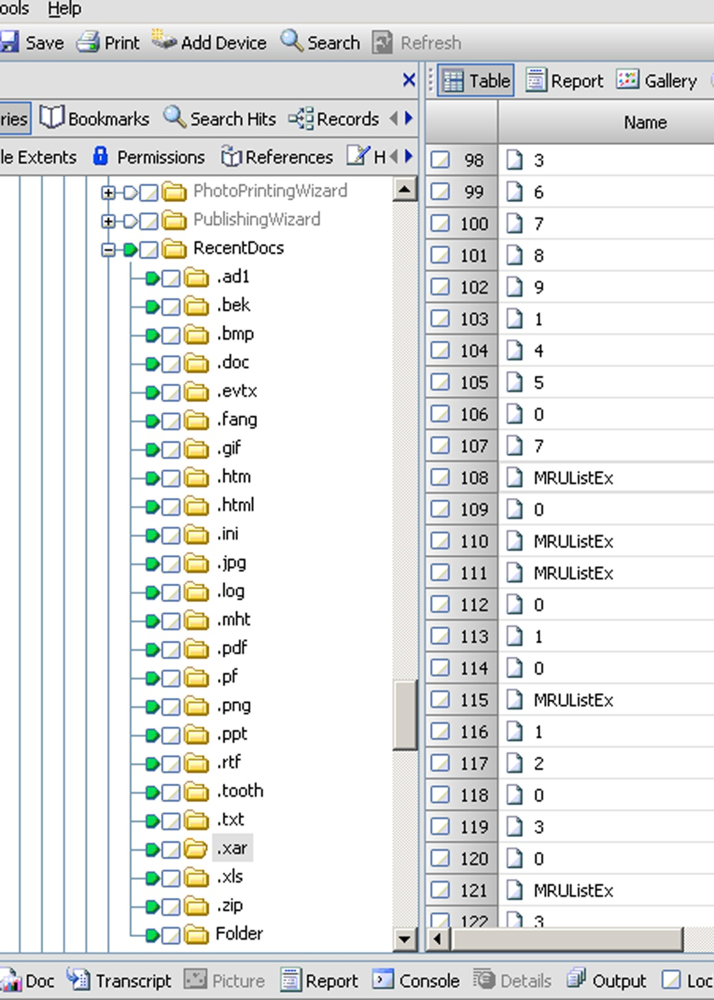 ools Help
Save Print Add Device Search Refresh
Table Report Gallery
ries Bookmarks Search Hits Records
le Extents Permissions References H
Name
PhotoPrintingWizard
PublishingWizard
RecentDocs
.ad1
.bek
.bmp
.doc
.evtx
.fang
.gif
.htm
.html
.ini
.jpg
.log
.mht
.pdf
.pf
.png
.ppt
.rtf
.tooth
.txt
.xar
.xls
.zip
Folder
98 3
99 6
100 7
101 8
102 9
103 1
104 4
105 5
106 0
107 7
108 MRUListEx
109 0
110 MRUListEx
111 MRUListEx
112 0
113 1
114 0
115 MRUListEx
116 1
117 2
118 0
119 3
120 0
121 MRUListEx
122 3
Doc Transcript Picture Report Console Details Output Loc